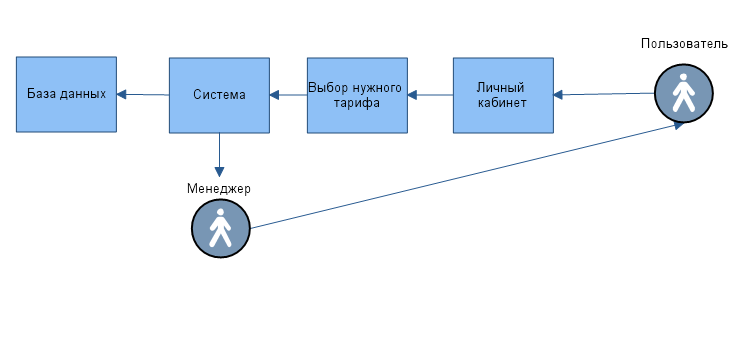 Пользователь
База данных
Система
Выбор нужного
тарифа
Личный
кабинет
Менеджер